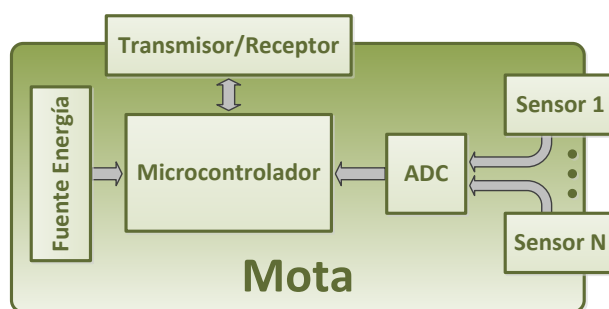 Transmisor/Receptor
Fuente Energía
Microcontrolador
ADC
Sensor 1
Sensor N
Mota